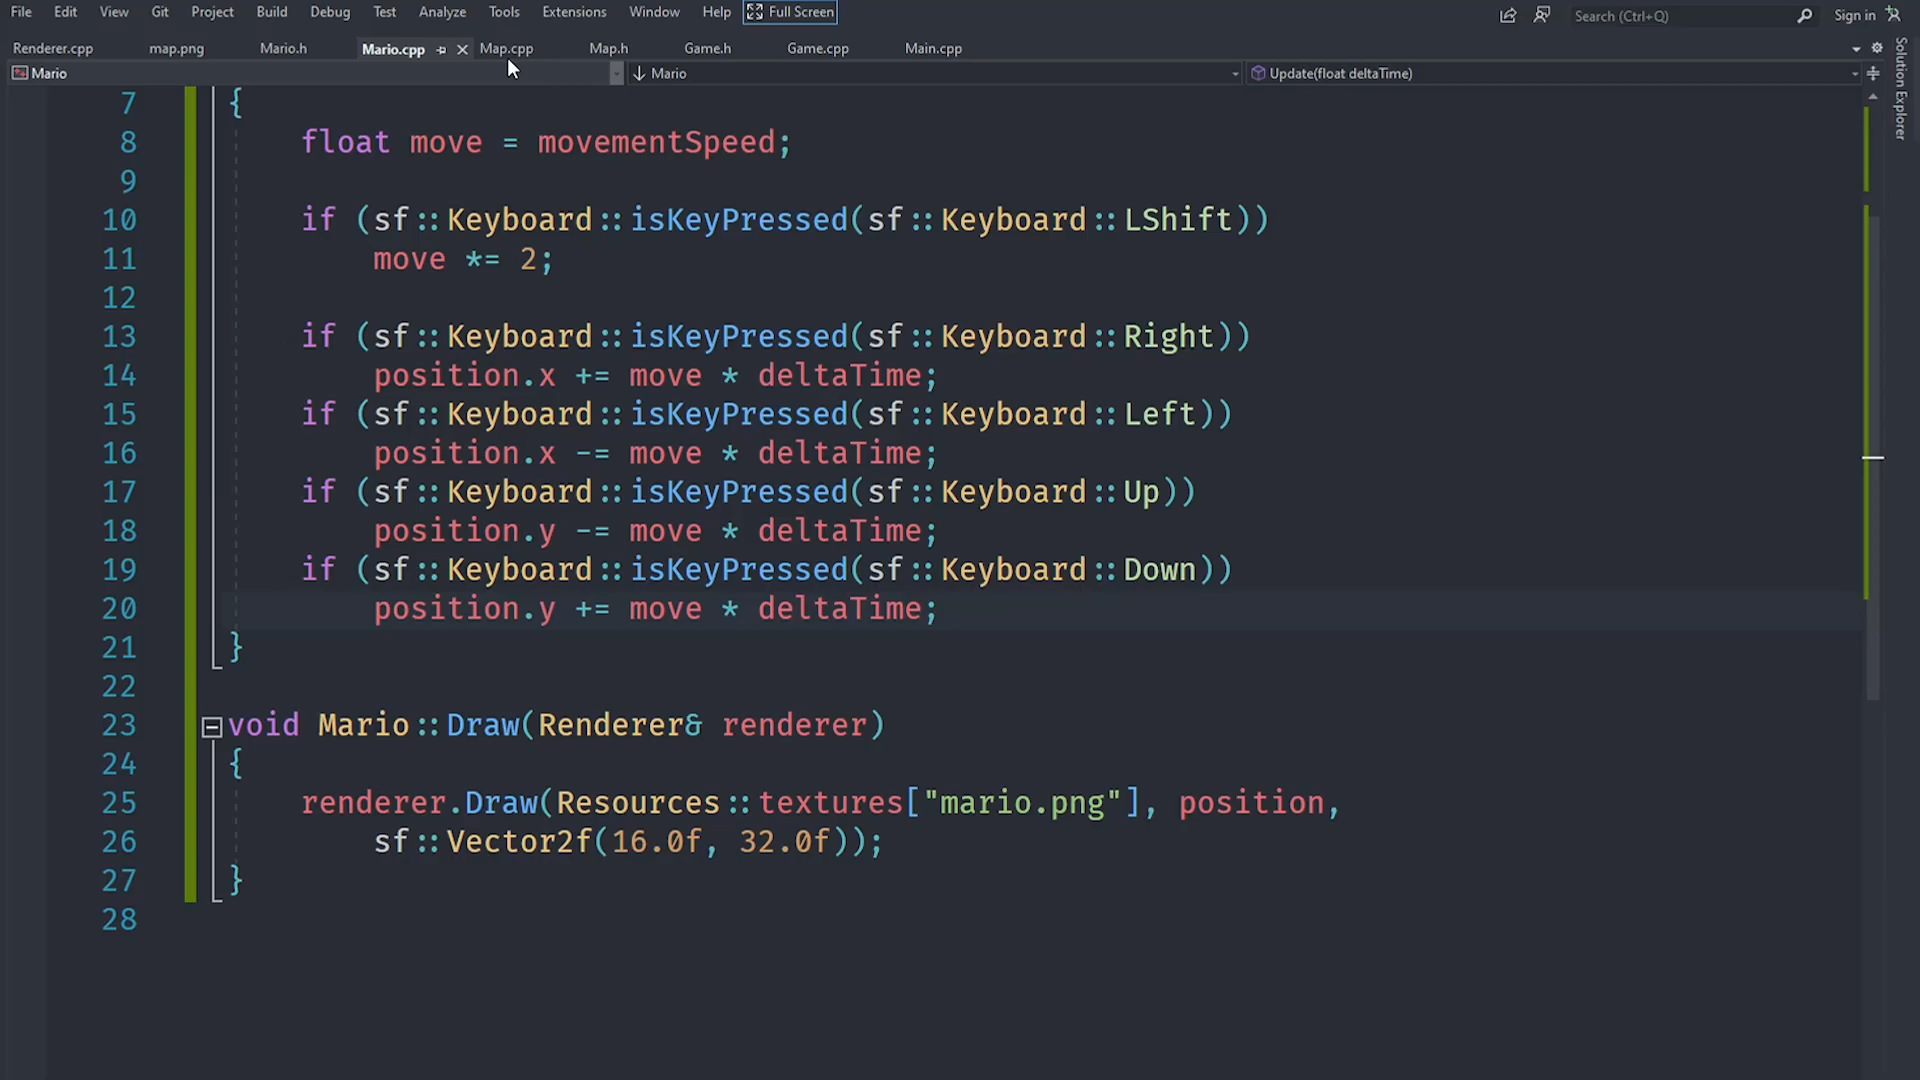 File Edit View Git Project Build Debug Test Analyze Tools Extensions Window Help Full Screen Search (Ctrl+Q) Sign in
Renderer.cpp map.png Mario.h Mario.cpp Map.cpp Map.h Game.h Game.cpp Main.cpp
Mario Mario Update(float deltaTime)
Solution Explorer
7 {
8 float move = movementSpeed;
9
10 if (sf::Keyboard::isKeyPressed(sf::Keyboard::LShift))
11 move *= 2;
12
13 if (sf::Keyboard::isKeyPressed(sf::Keyboard::Right))
14 position.x += move * deltaTime;
15 if (sf::Keyboard::isKeyPressed(sf::Keyboard::Left))
16 position.x -= move * deltaTime;
17 if (sf::Keyboard::isKeyPressed(sf::Keyboard::Up))
18 position.y -= move * deltaTime;
19 if (sf::Keyboard::isKeyPressed(sf::Keyboard::Down))
20 position.y += move * deltaTime;
21 }
22
23 void Mario::Draw(Renderer& renderer)
24 {
25 renderer.Draw(Resources::textures["mario.png"], position,
26 sf::Vector2f(16.0f, 32.0f));
27 }
28